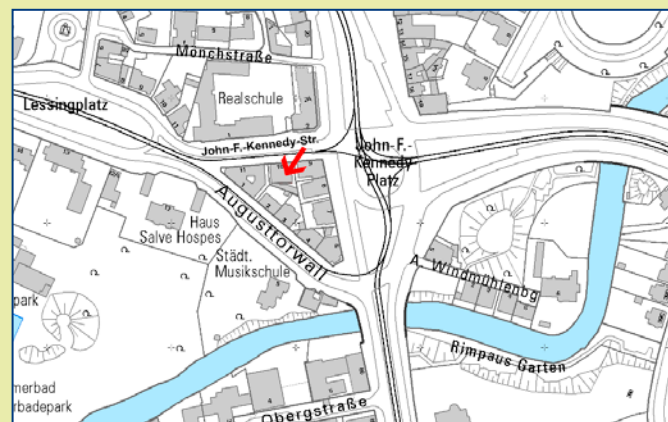 Mönchstraße
Realschule
Lessingplatz
John-F.-Kennedy-Str.
John-F.-
Kennedy
Platz
Augusttorwall
Haus
Salve Hospes
Städt.
Musikschule
A. Windmühlenbg
park
Rimpaus Garten
merbad
rbadepark
Obergstraße